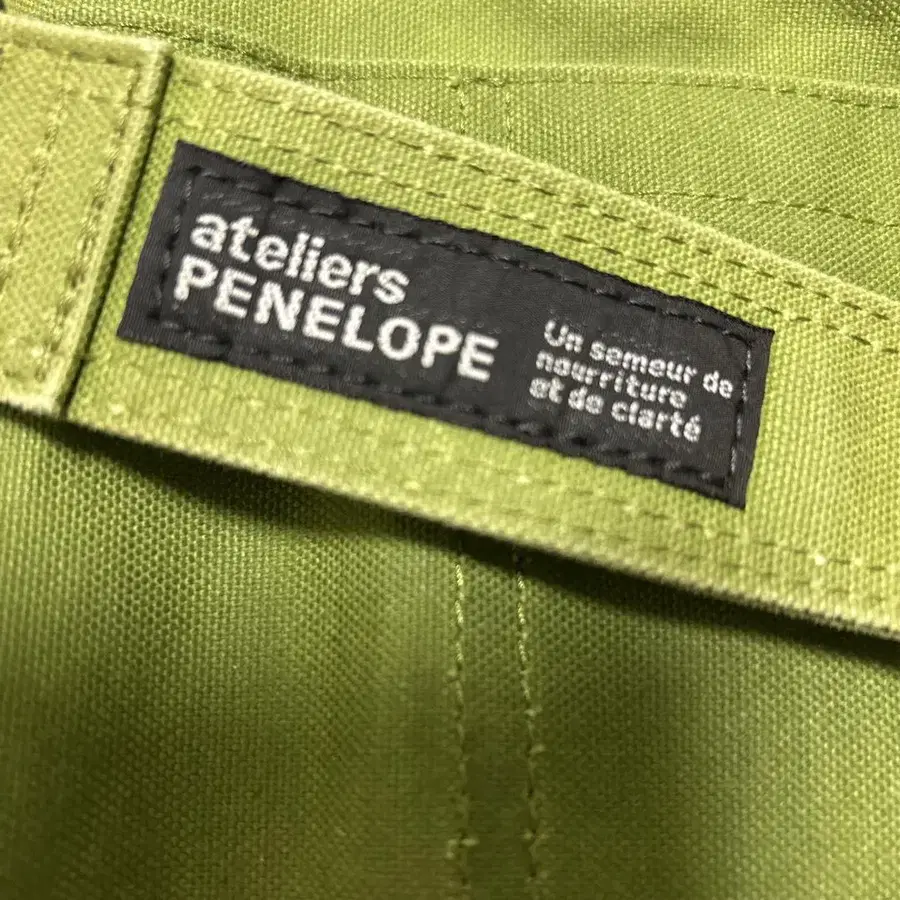 ateliers
PENELOPE
Un semeur de
nourriture
et de clarté